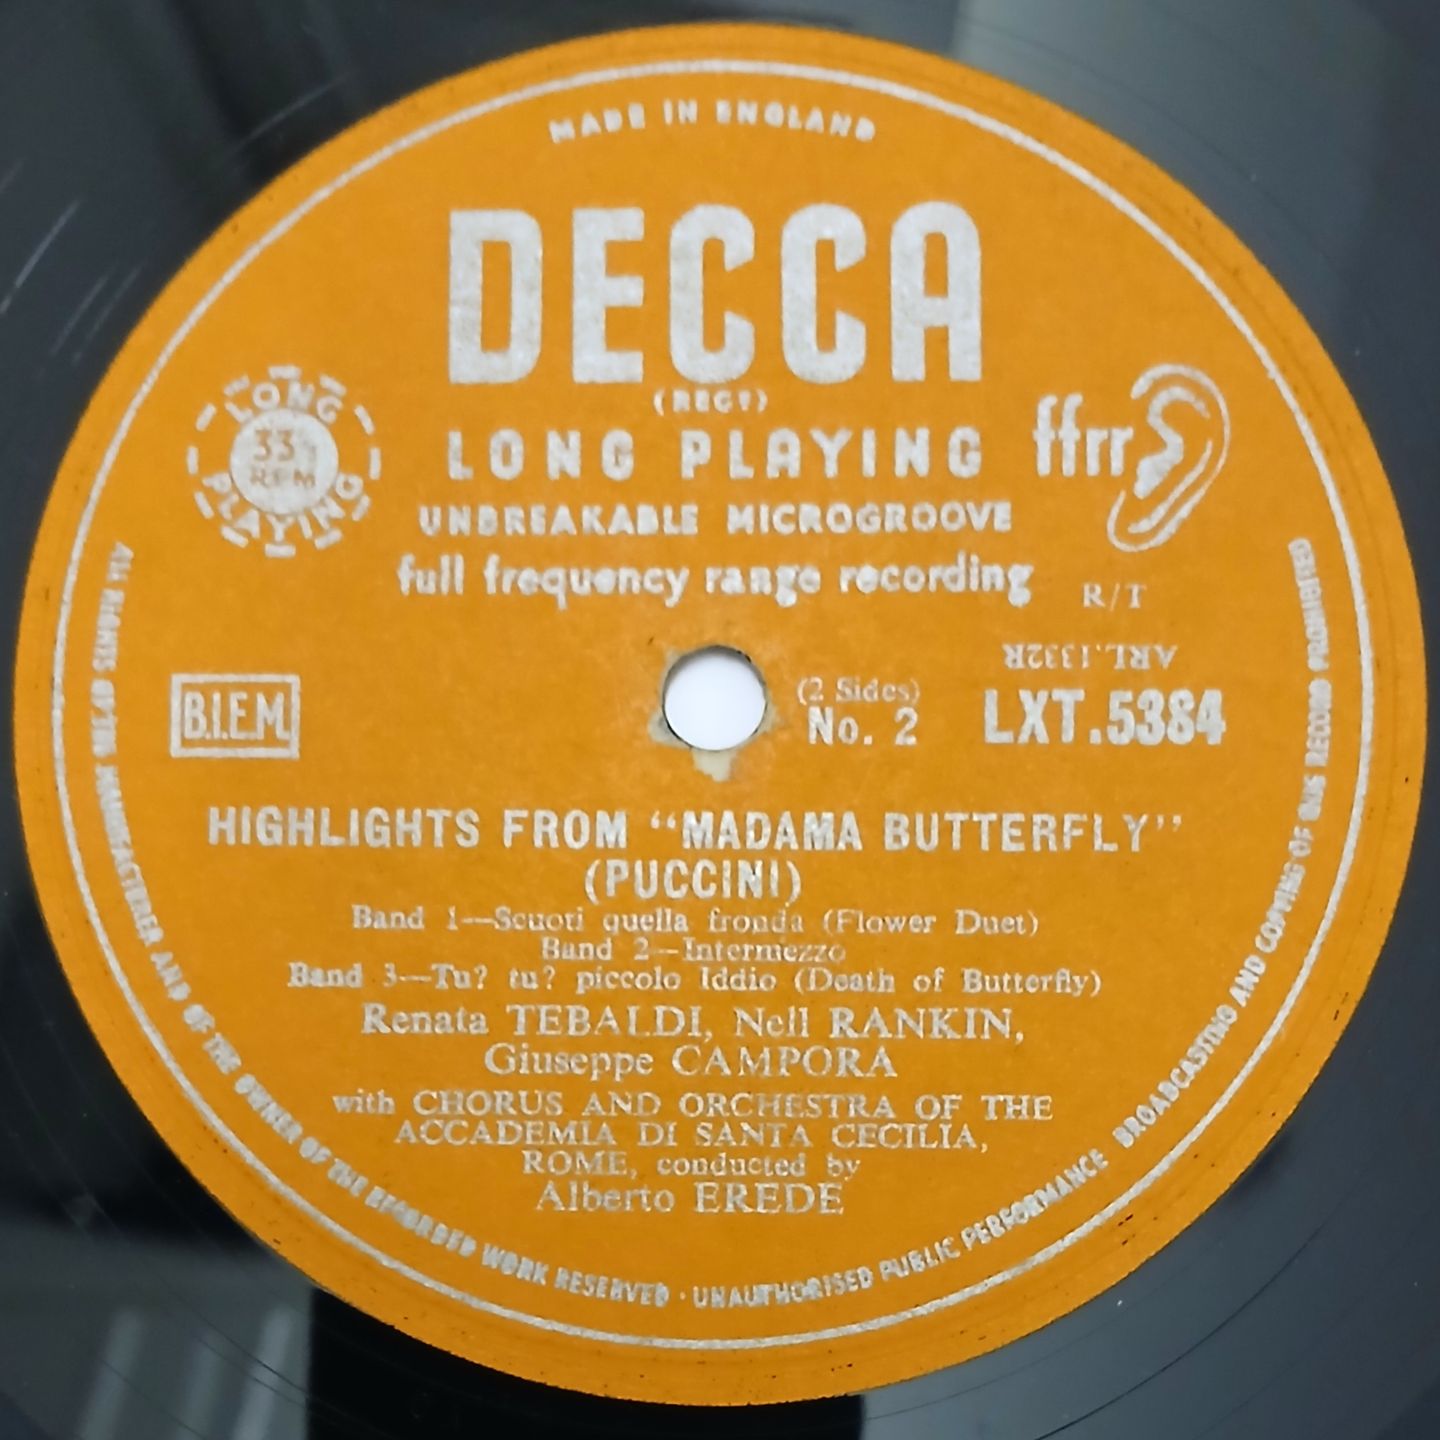 MADE IN ENGLAND
DECCA
(REGD)
LONG PLAYING
33⅓ RPM
LONG PLAYING
ffrr
UNBREAKABLE MICROGROOVE
full frequency range recording
R/T
ARL.1332R
B.I.E.M.
(2 Sides)
No. 2
LXT.5384
HIGHLIGHTS FROM "MADAMA BUTTERFLY"
(PUCCINI)
Band 1—Scuoti quella fronda (Flower Duet)
Band 2—Intermezzo
Band 3—Tu? tu? piccolo Iddio (Death of Butterfly)
Renata TEBALDI, Nell RANKIN,
Giuseppe CAMPORA
with CHORUS AND ORCHESTRA OF THE
ACCADEMIA DI SANTA CECILIA,
ROME, conducted by
Alberto EREDE
ALL RIGHTS OF THE MANUFACTURER AND OF THE OWNER OF THE RECORDED WORK RESERVED · UNAUTHORISED PUBLIC PERFORMANCE BROADCASTING AND COPYING OF THIS RECORD PROHIBITED